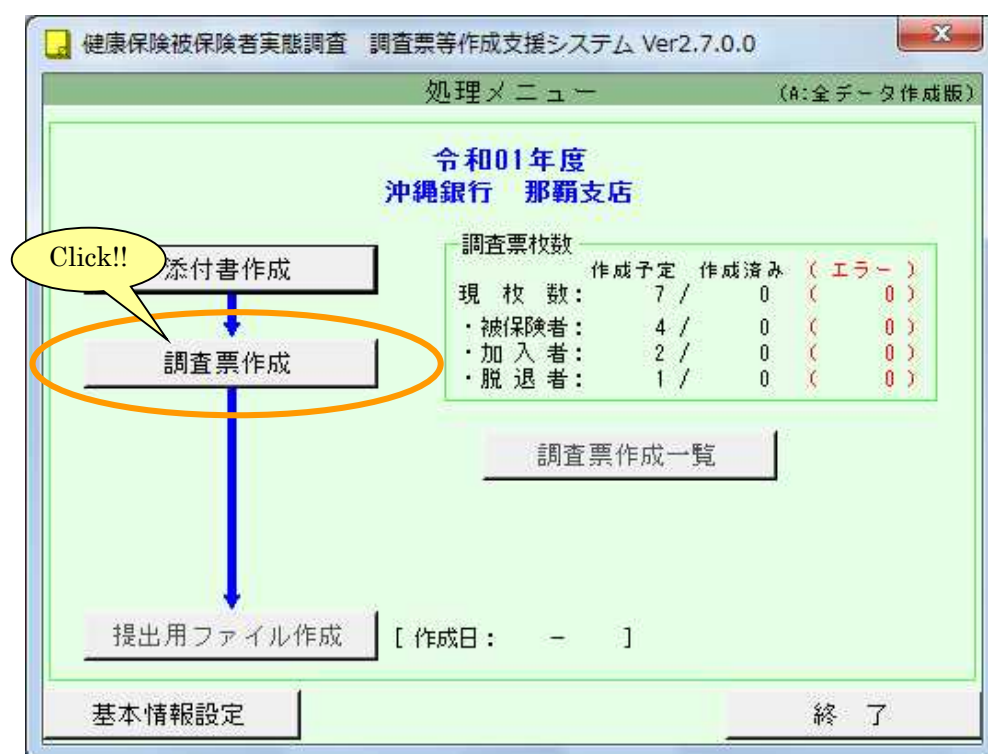 健康保険被保険者実態調査　調査票等作成支援システム Ver2.7.0.0
処理メニュー
(A:全データ作成版)
令和01年度
沖縄銀行　那覇支店
Click!!
添付書作成
調査票作成
提出用ファイル作成
[ 作成日：　－　]
調査票枚数
作成予定 作成済み ( エラー )
現 枚 数： 7 / 0 ( 0 )
・被保険者： 4 / 0 ( 0 )
・加 入 者： 2 / 0 ( 0 )
・脱 退 者： 1 / 0 ( 0 )
調査票作成一覧
基本情報設定
終　了